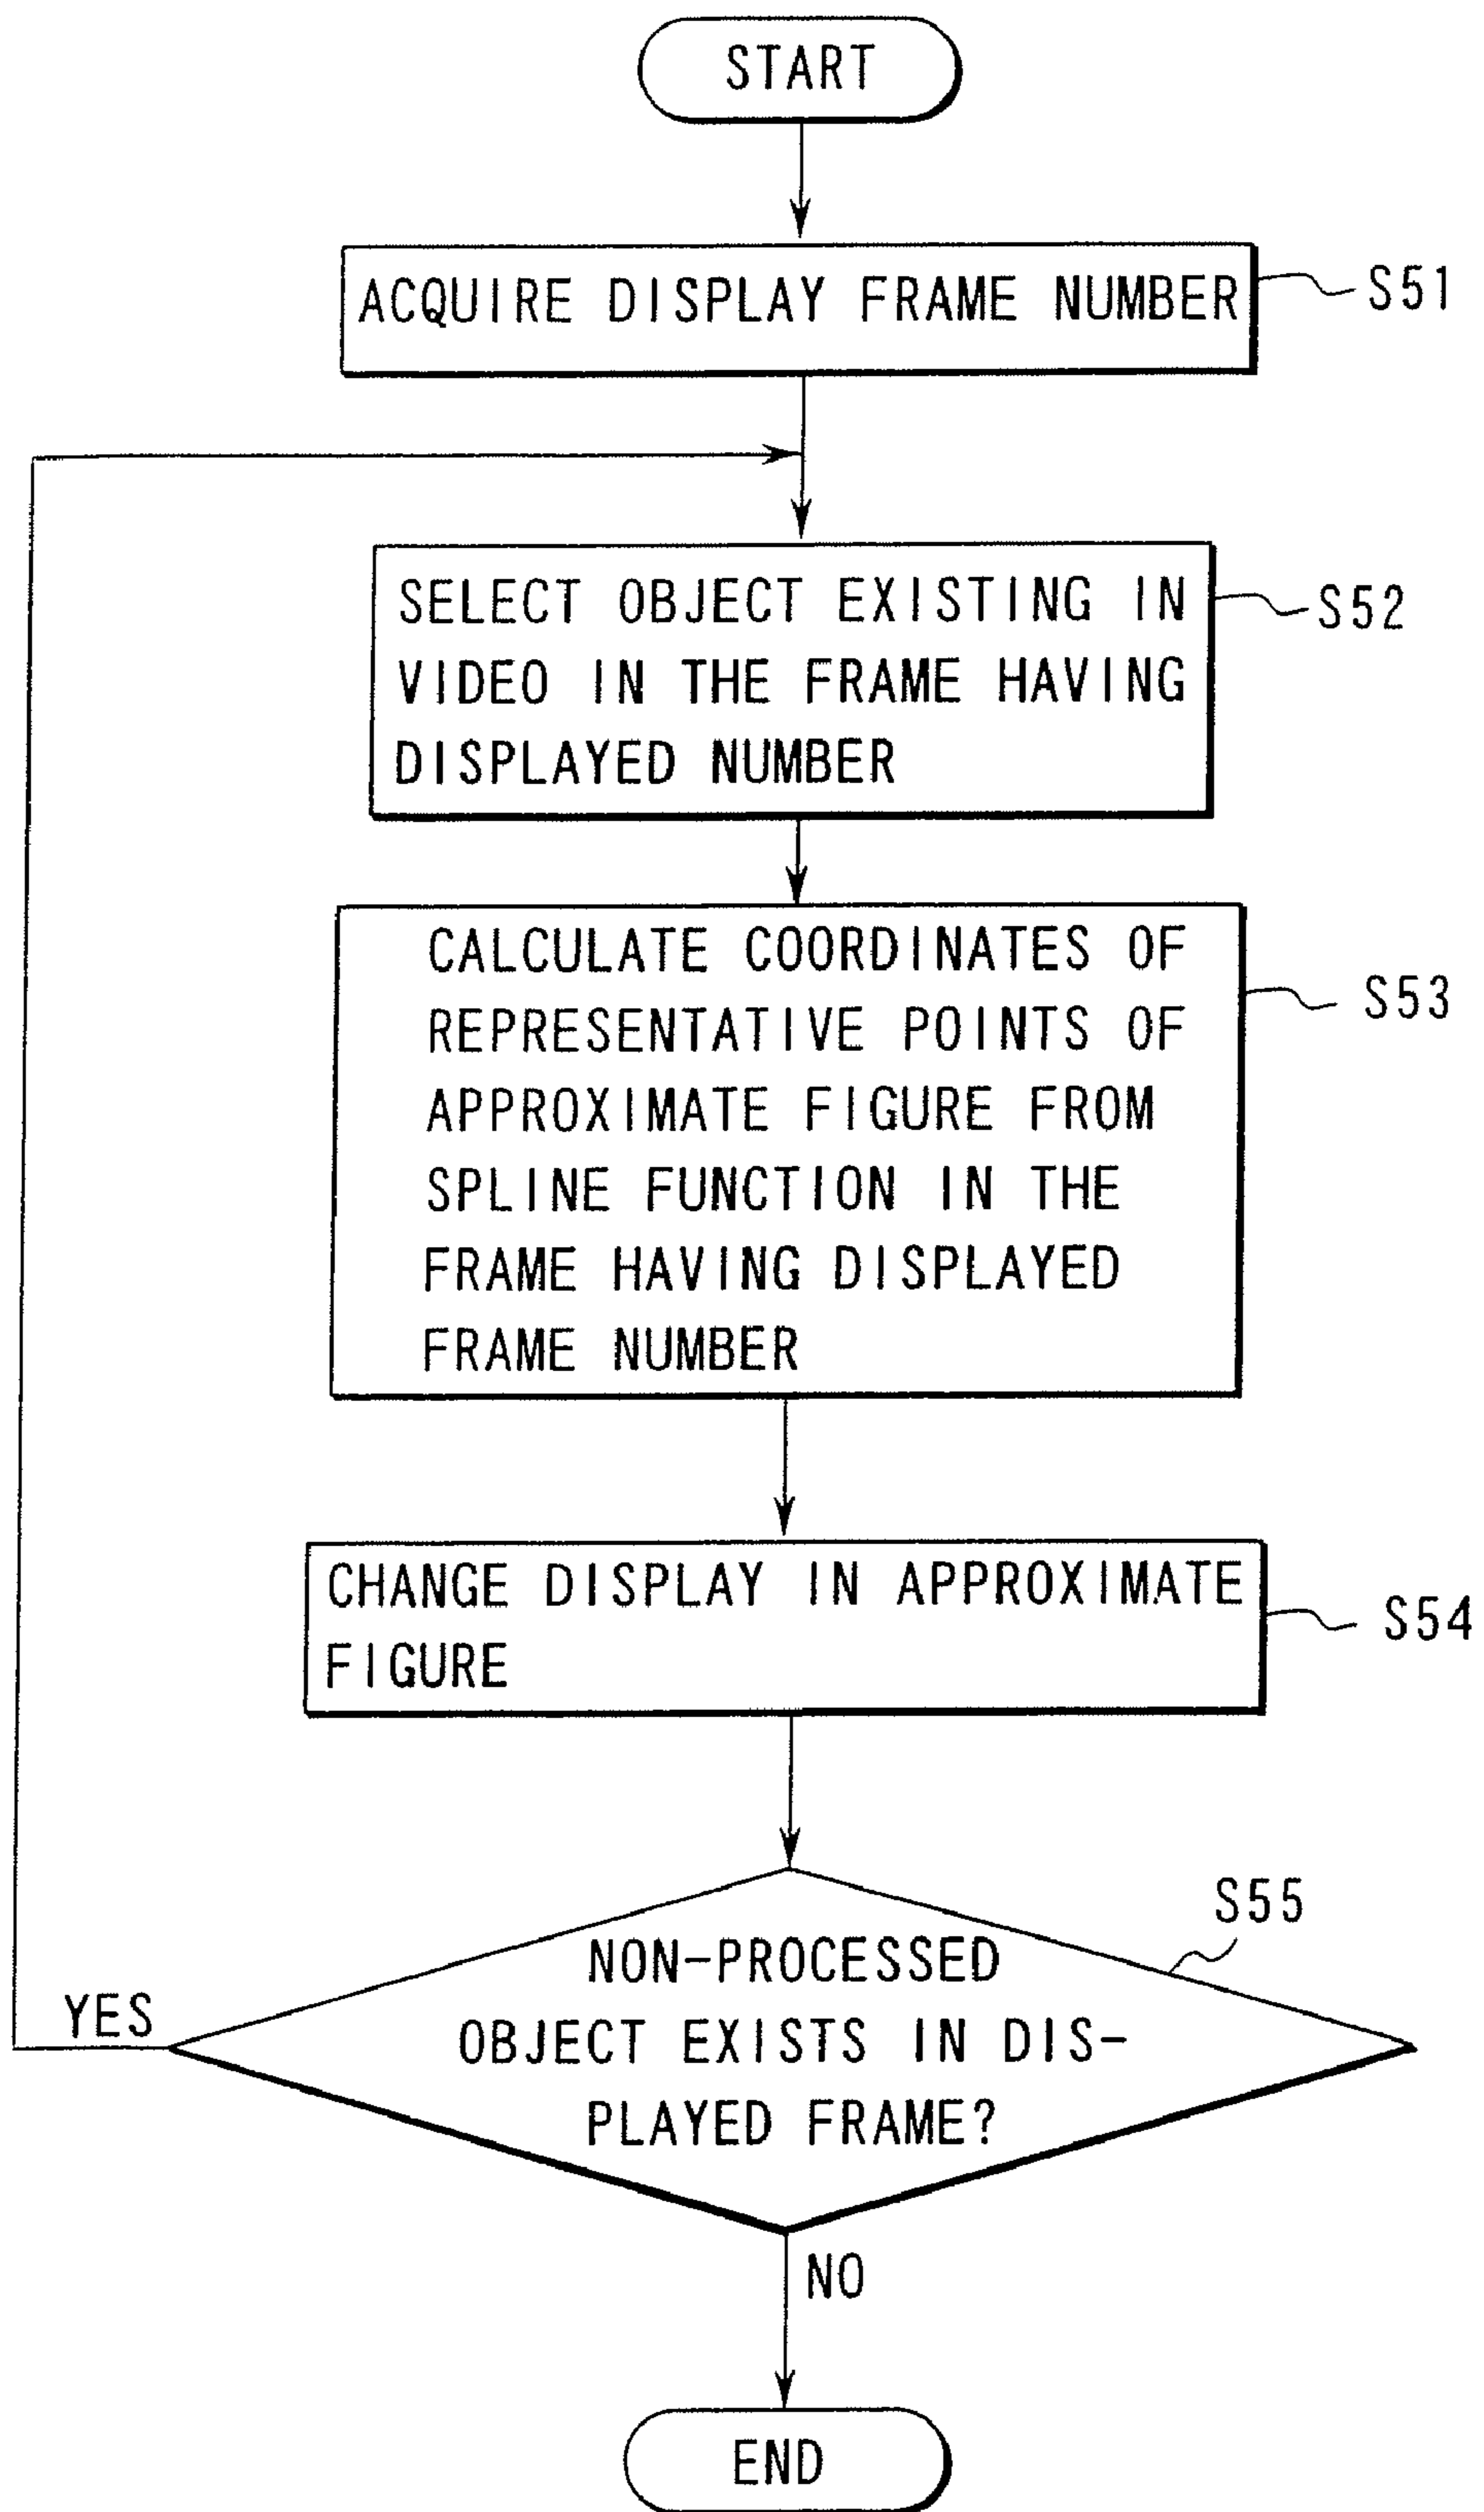 START
ACQUIRE DISPLAY FRAME NUMBER
S51
SELECT OBJECT EXISTING IN
VIDEO IN THE FRAME HAVING
DISPLAYED NUMBER
S52
CALCULATE COORDINATES OF
REPRESENTATIVE POINTS OF
APPROXIMATE FIGURE FROM
SPLINE FUNCTION IN THE
FRAME HAVING DISPLAYED
FRAME NUMBER
S53
CHANGE DISPLAY IN APPROXIMATE
FIGURE
S54
S55
NON-PROCESSED
OBJECT EXISTS IN DIS-
PLAYED FRAME?
YES
NO
END